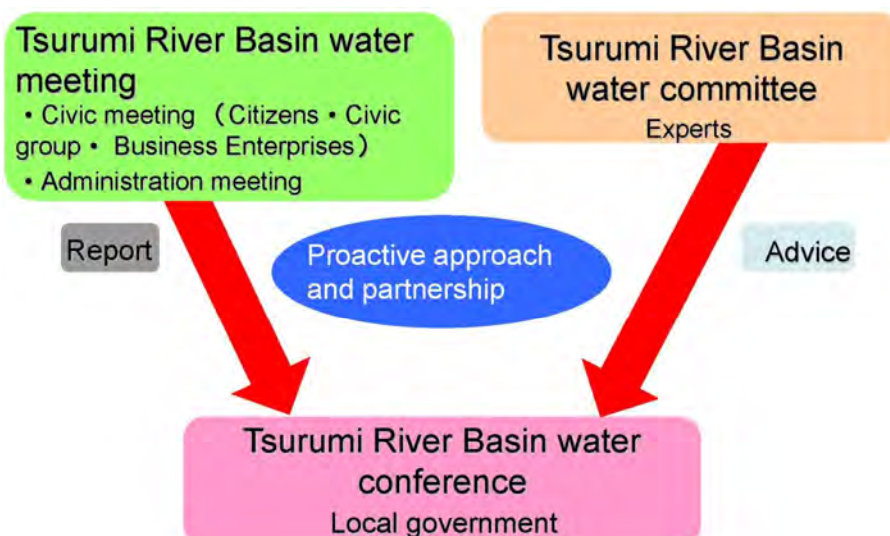 Tsurumi River Basin water
meeting
・Civic meeting （Citizens・Civic
group・ Business Enterprises）
・Administration meeting
Tsurumi River Basin
water committee
Experts
Report
Proactive approach
and partnership
Advice
Tsurumi River Basin water
conference
Local government